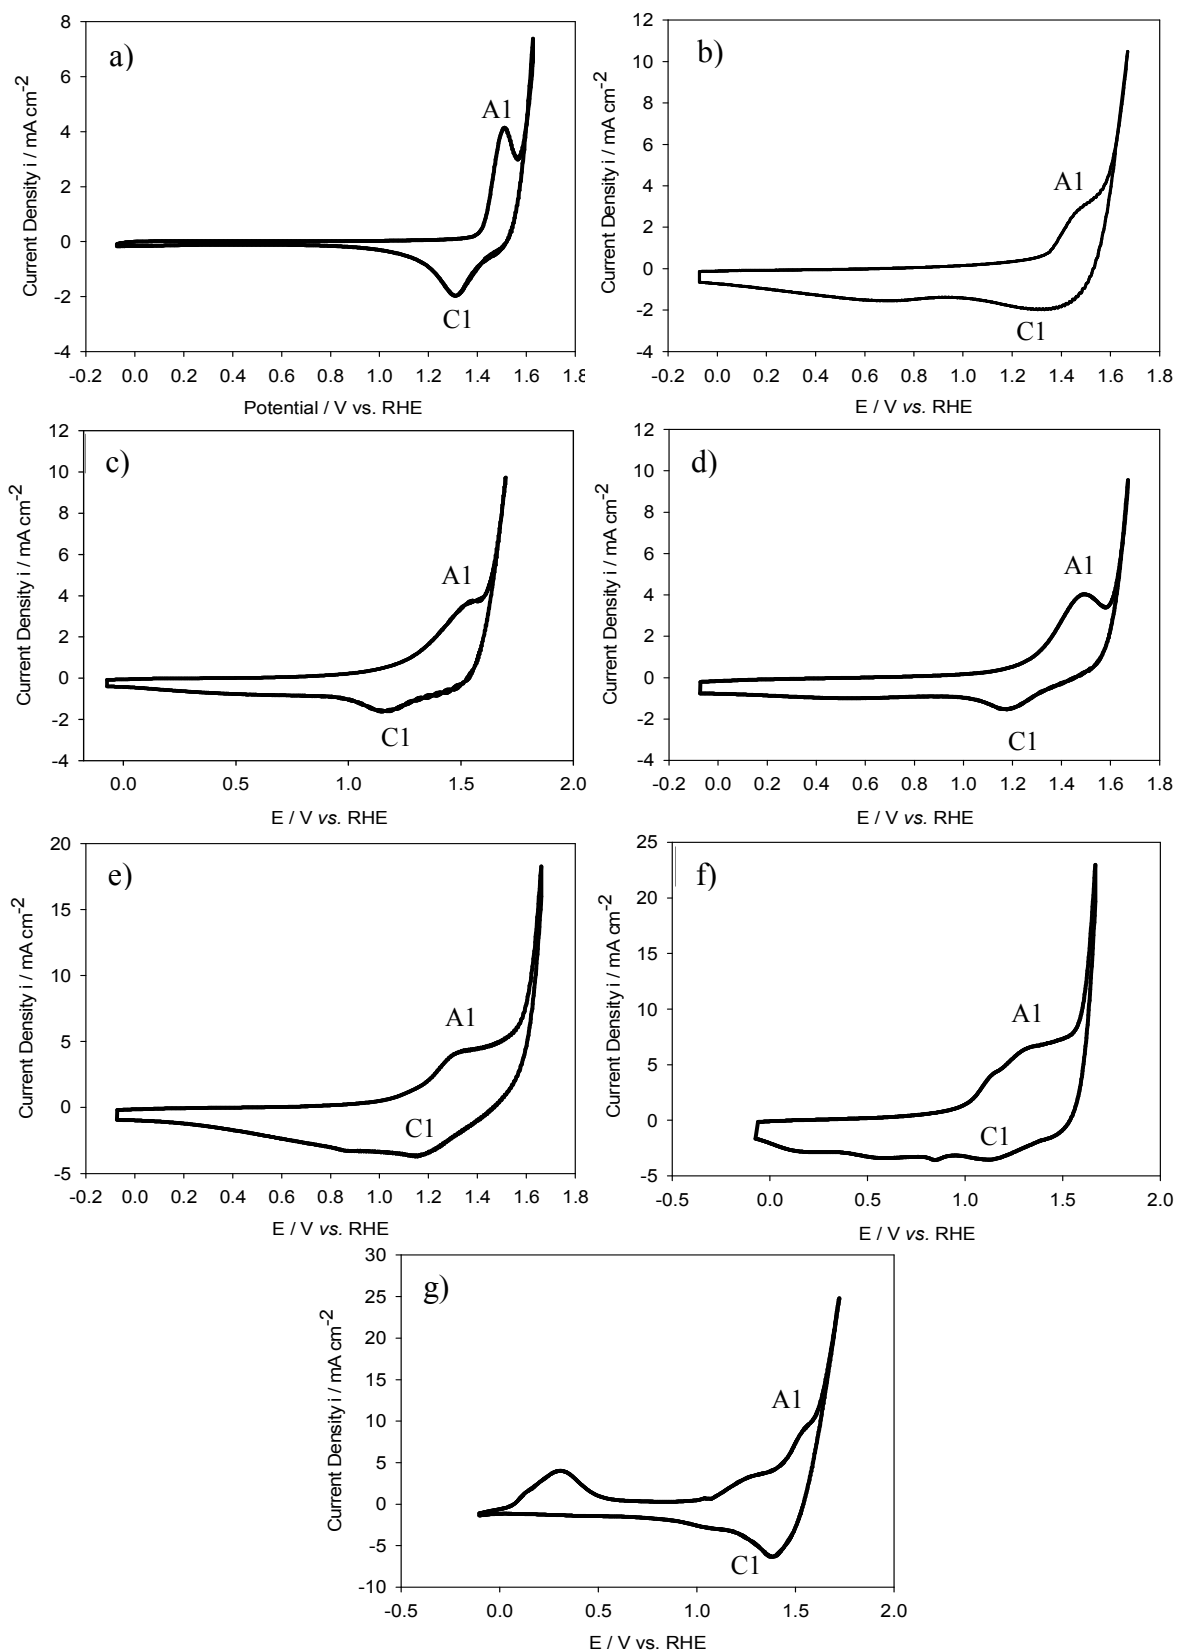 a)
8
6
4
2
0
-2
-4
A1
C1
-0.2 0.0 0.2 0.4 0.6 0.8 1.0 1.2 1.4 1.6 1.8
Potential / V vs. RHE
Current Density i / mA cm-2
b)
12
10
8
6
4
2
0
-2
-4
A1
C1
-0.2 0.0 0.2 0.4 0.6 0.8 1.0 1.2 1.4 1.6 1.8
E / V vs. RHE
Current Density i / mA cm-2
c)
12
10
8
6
4
2
0
-2
-4
A1
C1
0.0 0.5 1.0 1.5 2.0
E / V vs. RHE
Current Density i / mA cm-2
d)
12
10
8
6
4
2
0
-2
-4
A1
C1
-0.2 0.0 0.2 0.4 0.6 0.8 1.0 1.2 1.4 1.6 1.8
E / V vs. RHE
Current Density i / mA cm-2
e)
20
15
10
5
0
-5
A1
C1
-0.2 0.0 0.2 0.4 0.6 0.8 1.0 1.2 1.4 1.6 1.8
E / V vs. RHE
Current Density i / mA cm-2
f)
25
20
15
10
5
0
-5
A1
C1
-0.5 0.0 0.5 1.0 1.5 2.0
E / V vs. RHE
Current Density i / mA cm-2
g)
30
25
20
15
10
5
0
-5
-10
A1
C1
-0.5 0.0 0.5 1.0 1.5 2.0
E / V vs. RHE
Current Density i / mA cm-2